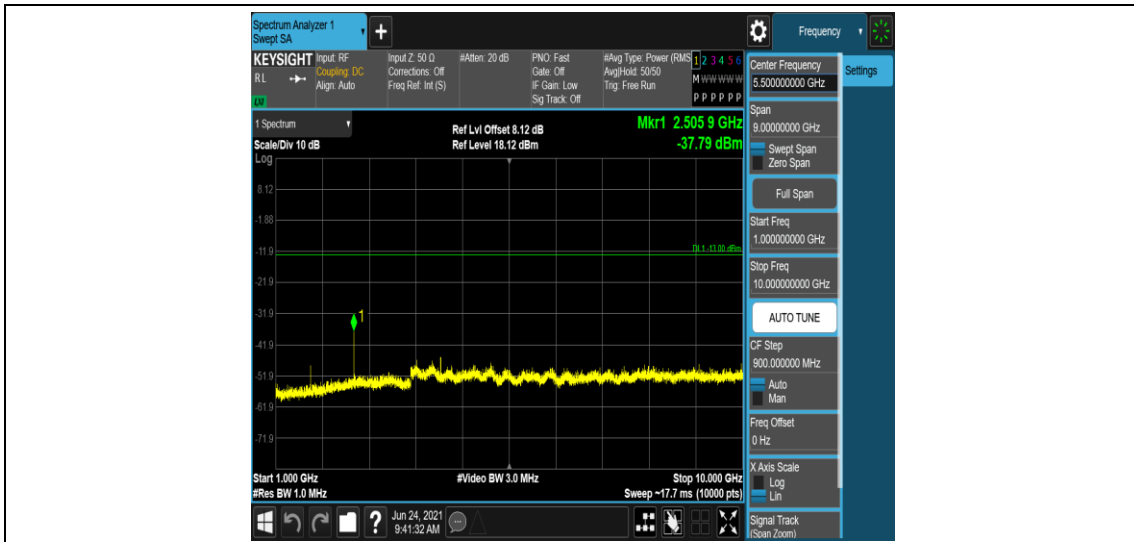 Spectrum Analyzer 1
Swept SA
+
Frequency
KEYSIGHT
RL
LXI
Input: RF
Coupling: DC
Align: Auto
Input Z: 50 Ω
Corrections: Off
Freq Ref: Int (S)
#Atten: 20 dB
PNO: Fast
Gate: Off
IF Gain: Low
Sig Track: Off
#Avg Type: Power (RMS
Avg|Hold: 50/50
Trig: Free Run
1 2 3 4 5 6
M W W W W W
P P P P P P
1 Spectrum
Scale/Div 10 dB
Ref Lvl Offset 8.12 dB
Ref Level 18.12 dBm
Mkr1 2.505 9 GHz
-37.79 dBm
Log
8.12
-1.88
-11.9
DL1 -13.00 dBm
-21.9
-31.9
1
-41.9
-51.9
-61.9
-71.9
Start 1.000 GHz
#Res BW 1.0 MHz
#Video BW 3.0 MHz
Stop 10.000 GHz
Sweep ~17.7 ms (10000 pts)
Center Frequency
5.500000000 GHz
Settings
Span
9.00000000 GHz
Swept Span
Zero Span
Full Span
Start Freq
1.000000000 GHz
Stop Freq
10.000000000 GHz
AUTO TUNE
CF Step
900.000000 MHz
Auto
Man
Freq Offset
0 Hz
X Axis Scale
Log
Lin
Signal Track
(Span Zoom)
?
Jun 24, 2021
9:41:32 AM